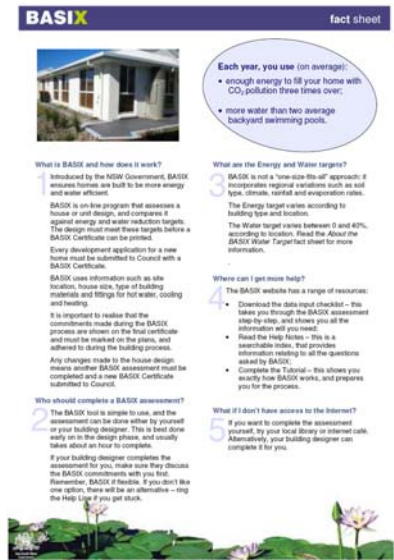 BASIX
fact sheet
Each year, you use (on average):
• enough energy to fill your home with
CO₂ pollution three times over;
• more water than two average
backyard swimming pools.
What is BASIX and how does it work?
1
Introduced by the NSW Government, BASIX
ensures homes are built to be more energy
and water efficient.
BASIX is on-line program that assesses a
house or unit design, and compares it
against energy and water reduction targets.
The design must meet these targets before a
BASIX Certificate can be printed.
Every development application for a new
home must be submitted to Council with a
BASIX Certificate.
BASIX uses information such as site
location, house size, type of building
materials and fittings for hot water, cooling
and heating.
It is important to realise that the
commitments made during the BASIX
process are shown on the final certificate
and must be marked on the plans, and
adhered to during the building process.
Any changes made to the house design
means another BASIX assessment must be
completed and a new BASIX Certificate
submitted to Council.
Who should complete a BASIX assessment?
2
The BASIX tool is simple to use, and the
assessment can be done either by yourself
or your building designer. This is best done
early on in the design phase, and usually
takes about an hour to complete.
If your building designer completes the
assessment for you, make sure they discuss
the BASIX commitments with you first.
Remember, BASIX if flexible. If you don't like
one option, there will be an alternative – ring
the Help Line if you get stuck.
What are the Energy and Water targets?
3
BASIX is not a "one-size-fits-all" approach: it
incorporates regional variations such as soil
type, climate, rainfall and evaporation rates.
The Energy target varies according to
building type and location.
The Water target varies between 0 and 40%,
according to location. Read the About the
BASIX Water Target fact sheet for more
information.
.
Where can I get more help?
4
The BASIX website has a range of resources:
• Download the data input checklist – this
takes you through the BASIX assessment
step-by-step, and shows you all the
information you will need;
• Read the Help Notes – this is a
searchable index, that provides
information relating to all the questions
asked by BASIX;
• Complete the Tutorial – this shows you
exactly how BASIX works, and prepares
you for the process.
What if I don't have access to the Internet?
5
If you want to complete the assessment
yourself, try your local library or internet café.
Alternatively, your building designer can
complete it for you.